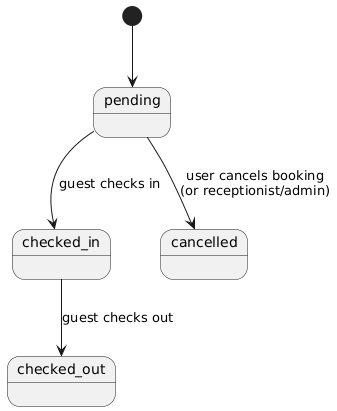 pending
guest checks in
user cancels booking
(or receptionist/admin)
checked_in
cancelled
guest checks out
checked_out